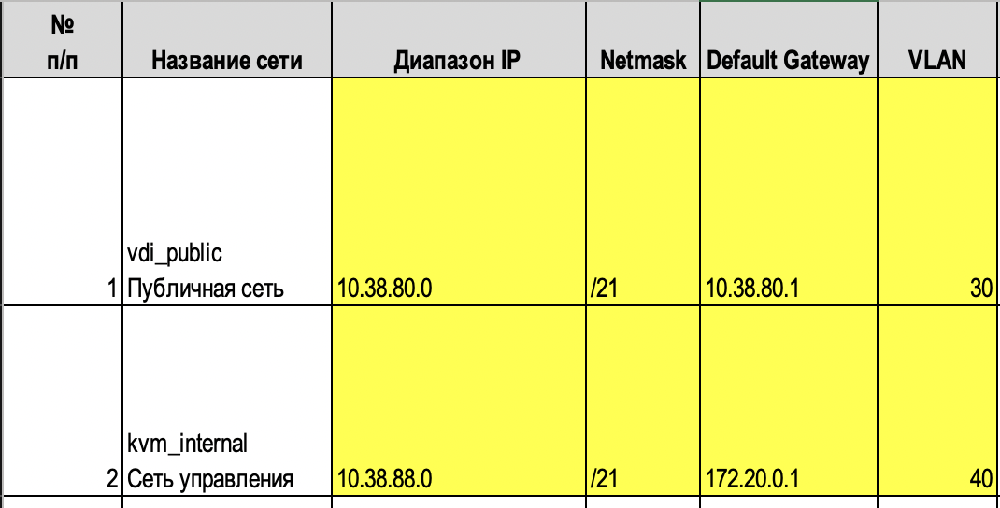 №
п/п
Название сети
Диапазон IP
Netmask
Default Gateway
VLAN
vdi_public
1 Публичная сеть 10.38.80.0 /21 10.38.80.1 30
kvm_internal
2 Сеть управления 10.38.88.0 /21 172.20.0.1 40